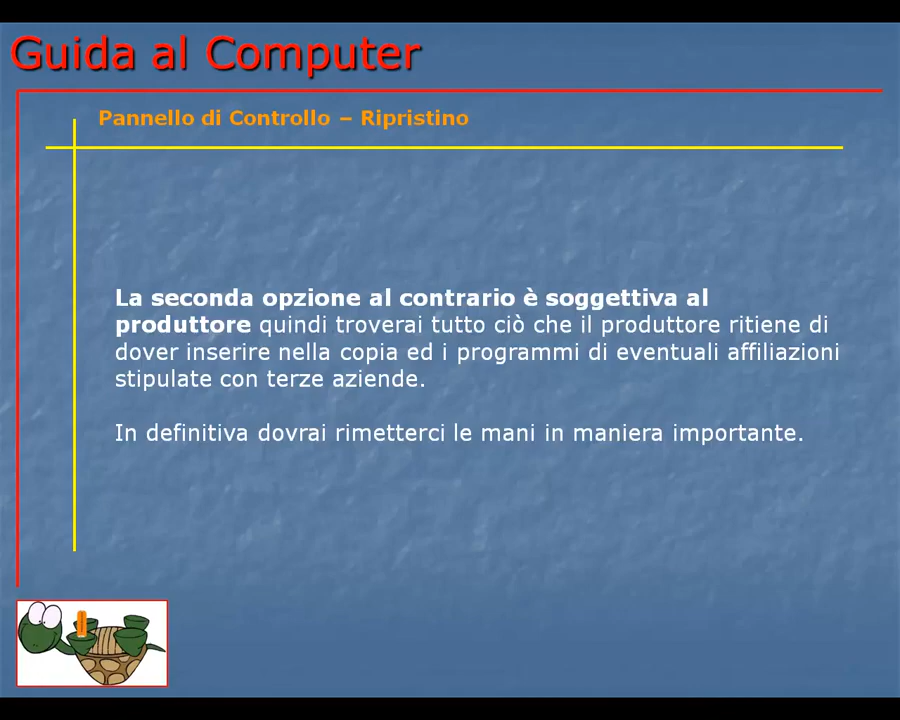 Guida al Computer
Pannello di Controllo – Ripristino
La seconda opzione al contrario è soggettiva al
produttore quindi troverai tutto ciò che il produttore ritiene di
dover inserire nella copia ed i programmi di eventuali affiliazioni
stipulate con terze aziende.
In definitiva dovrai rimetterci le mani in maniera importante.